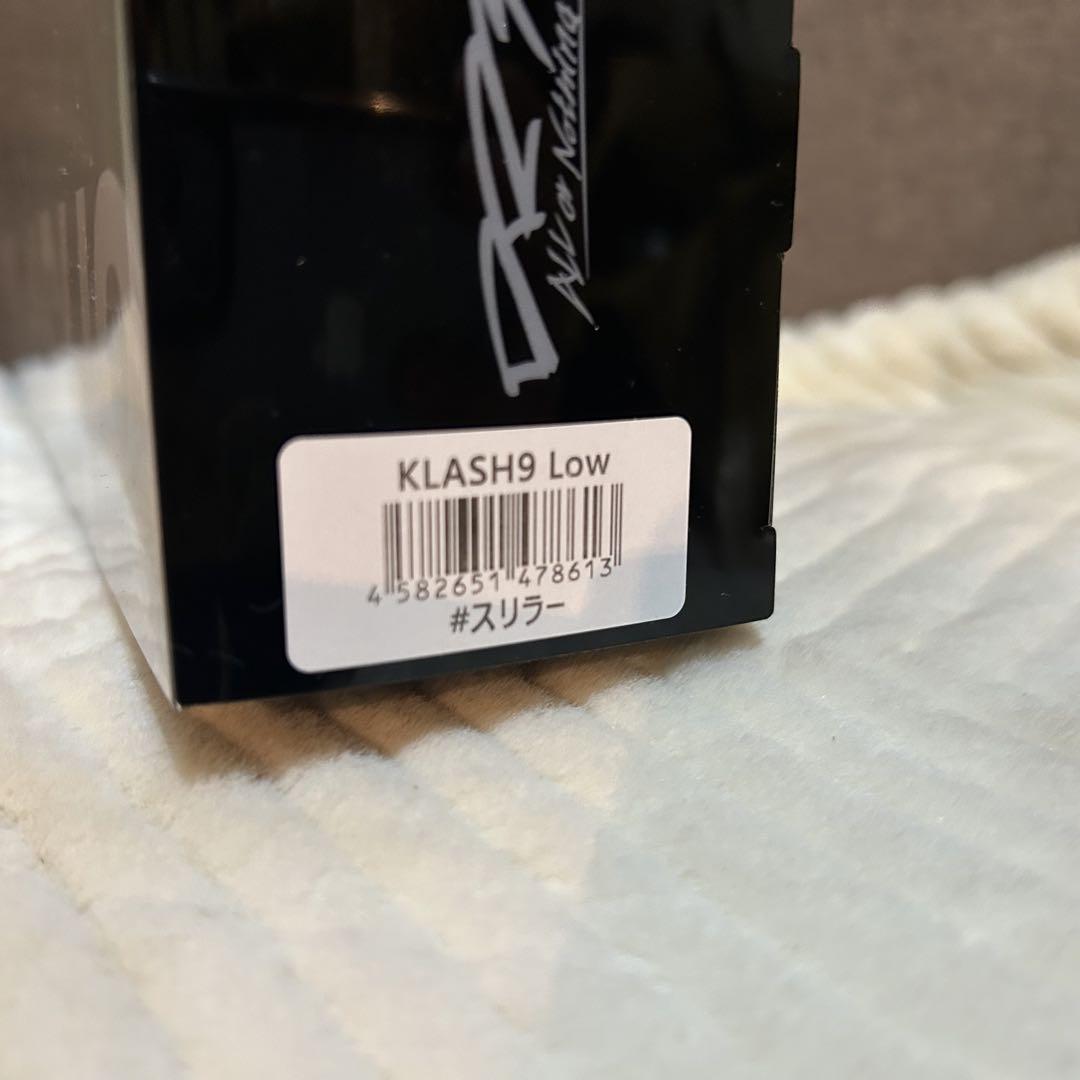 All or Nothing
KLASH9 Low
4 582651 478613
#スリラー